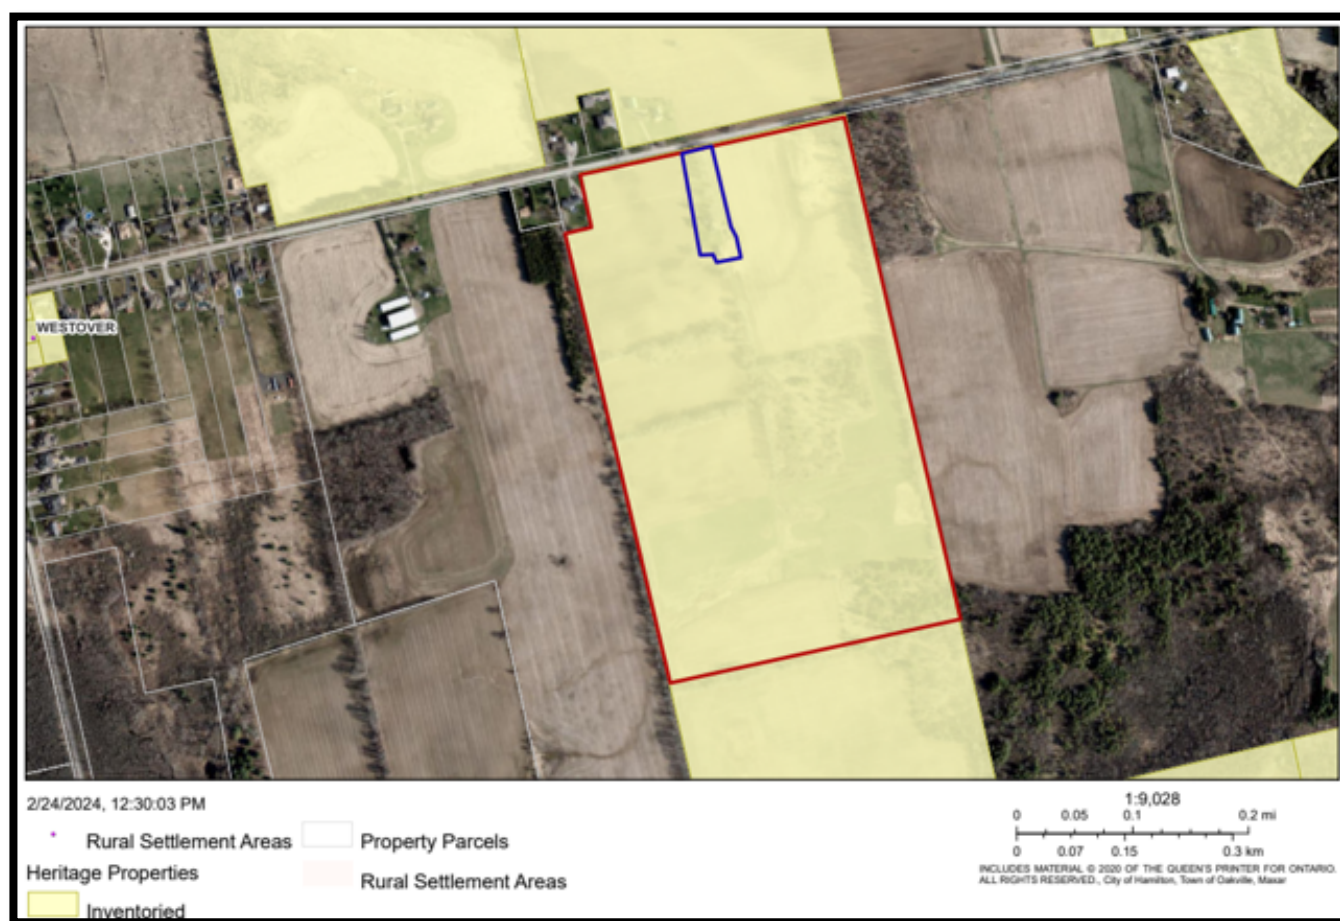 WESTOVER
2/24/2024, 12:30:03 PM
Rural Settlement Areas
Property Parcels
Heritage Properties
Rural Settlement Areas
Inventoried
1:9,028
0 0.05 0.1 0.2 mi
0 0.07 0.15 0.3 km
INCLUDES MATERIAL © 2020 OF THE QUEEN'S PRINTER FOR ONTARIO.
ALL RIGHTS RESERVED., City of Hamilton, Town of Oakville, Maxar